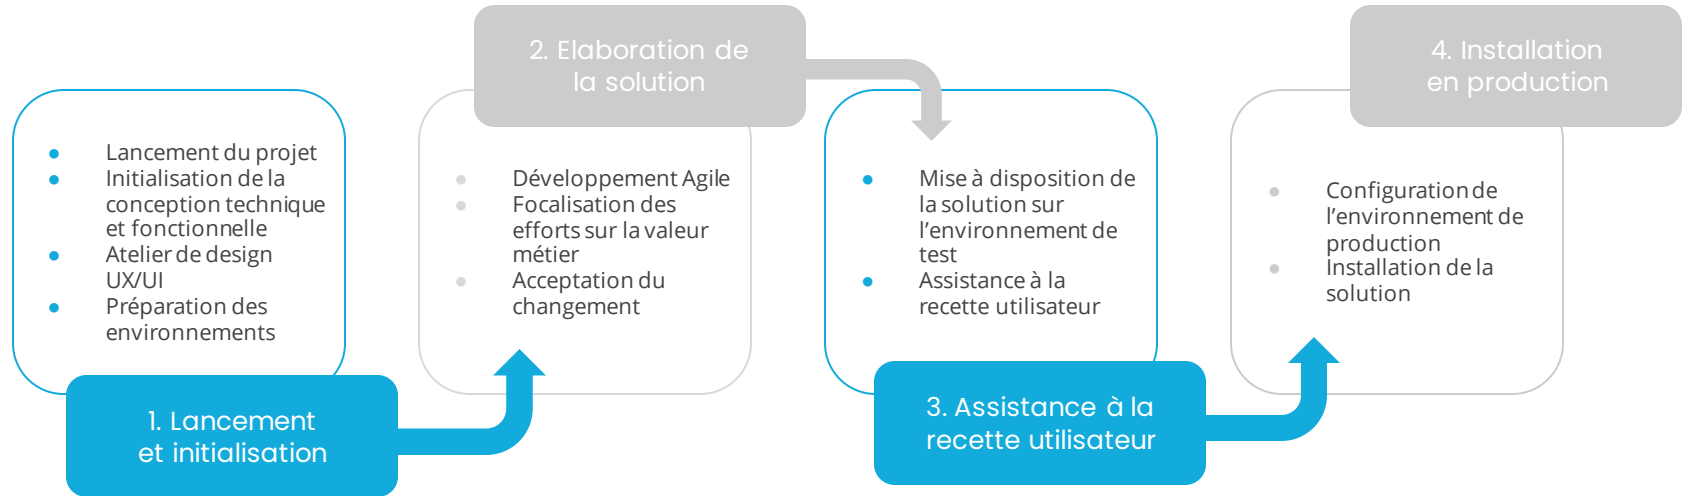 Lancement du projet
Initialisation de la
conception technique
et fonctionnelle
Atelier de design
UX/UI
Préparation des
environnements
1. Lancement
et initialisation
2. Elaboration de
la solution
Développement Agile
Focalisation des
efforts sur la valeur
métier
Acceptation du
changement
Mise à disposition de
la solution sur
l’environnement de
test
Assistance à la
recette utilisateur
3. Assistance à la
recette utilisateur
4. Installation
en production
Configuration de
l’environnement de
production
Installation de la
solution